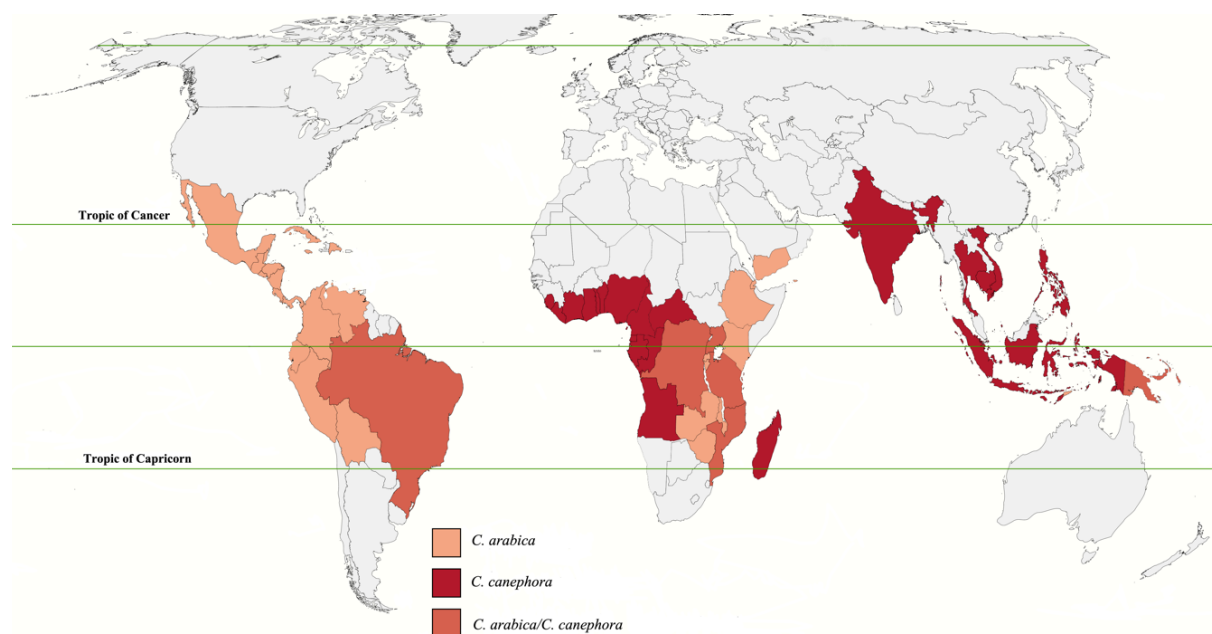 Tropic of Cancer
Tropic of Capricorn
C. arabica
C. canephora
C. arabica/C. canephora